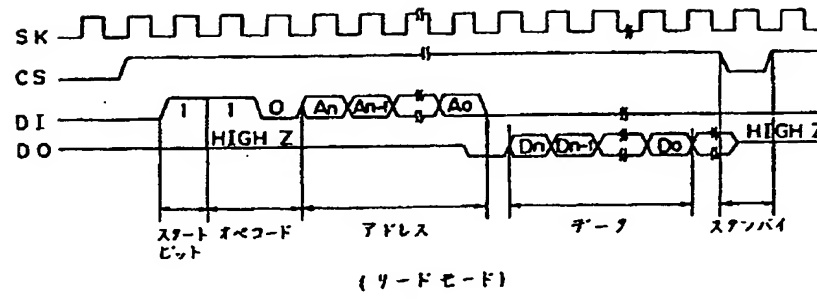 SK
CS
DI 1 1 0 An An-1 Ao
DO HIGH Z Dn Dn-1 Do HIGH Z
スタートビット オペコード アドレス データ スタンバイ
(リードモード)